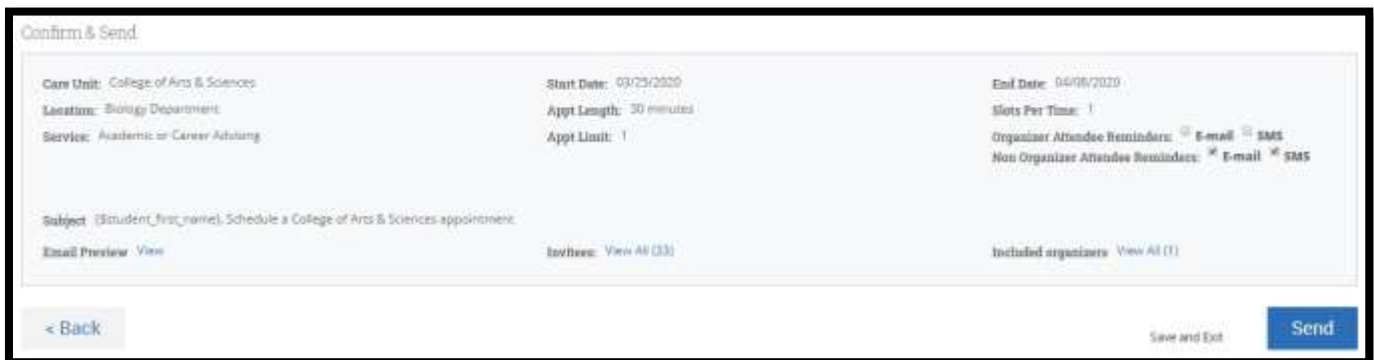 Confirm & Send
Care Unit: College of Arts & Sciences
Start Date: 03/25/2020
End Date: 04/08/2020
Location: Biology Department
Appt Length: 30 minutes
Slots Per Time: 1
Service: Academic or Career Advising
Appt Limit: 1
Organizer Attendee Reminders: E-mail SMS
Non Organizer Attendee Reminders: E-mail SMS
Subject {$student_first_name}, Schedule a College of Arts & Sciences appointment
Email Preview View
Invitees: View All (33)
Included organizers View All (1)
< Back
Save and Exit
Send